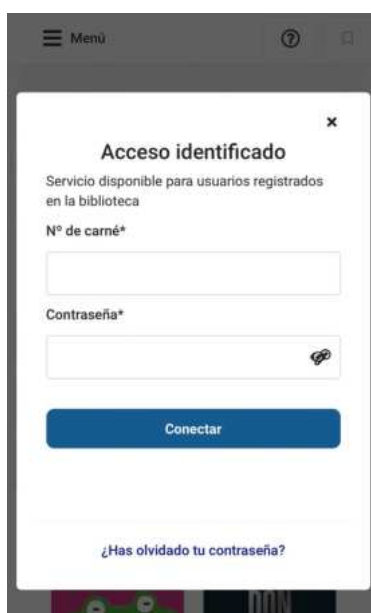 Menú
Acceso identificado
Servicio disponible para usuarios registrados
en la biblioteca
Nº de carné*
Contraseña*
Conectar
¿Has olvidado tu contraseña?
DON